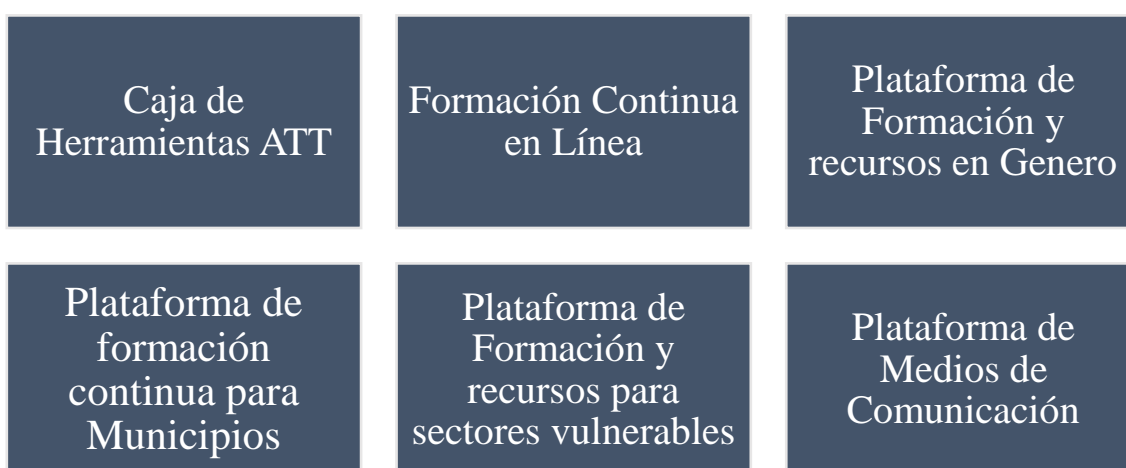 Caja de
Herramientas ATT
Formación Continua
en Línea
Plataforma de
Formación y
recursos en Genero
Plataforma de
formación
continua para
Municipios
Plataforma de
Formación y
recursos para
sectores vulnerables
Plataforma de
Medios de
Comunicación